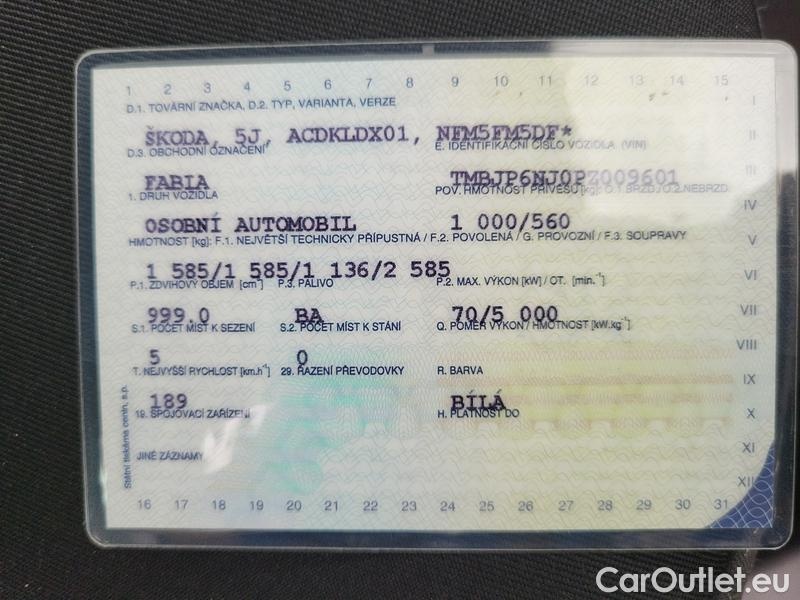 1 2 3 4 5 6 7 8 9 10 11 12 13 14 15
D.1. TOVÁRNÍ ZNAČKA, D.2. TYP, VARIANTA, VERZE
I
ŠKODA, 5J, ACDKLDX01, NFM5FM5DF*
II
D.3. OBCHODNÍ OZNAČENÍ E. IDENTIFIKAČNÍ ČÍSLO VOZIDLA (VIN)
FABIA TMBJP6NJ0PZ009601
III
1. DRUH VOZIDLA POV. HMOTNOST PŘÍVĚSU [kg]: O.1.BRZD./O.2.NEBRZD.
IV
OSOBNÍ AUTOMOBIL 1 000/560
HMOTNOST [kg]: F.1. NEJVĚTŠÍ TECHNICKY PŘÍPUSTNÁ / F.2. POVOLENÁ / G. PROVOZNÍ / F.3. SOUPRAVY
V
1 585/1 585/1 136/2 585
VI
P.1. ZDVIHOVÝ OBJEM [cm³] P.3. PALIVO P.2. MAX. VÝKON [kW] / OT. [min.⁻¹]
999.0 BA 70/5 000
VII
S.1. POČET MÍST K SEZENÍ S.2. POČET MÍST K STÁNÍ Q. POMĚR VÝKON / HMOTNOST [kW.kg⁻¹]
VIII
5 0
T. NEJVYŠŠÍ RYCHLOST [km.h⁻¹] 29. ŘAZENÍ PŘEVODOVKY R. BARVA
IX
189 BÍLÁ
19. SPOJOVACÍ ZAŘÍZENÍ H. PLATNOST DO
X
XI
JINÉ ZÁZNAMY
XII
16 17 18 19 20 21 22 23 24 25 26 27 28 29 30 31
Státní tiskárna cenin, s.p.
CarOutlet.eu